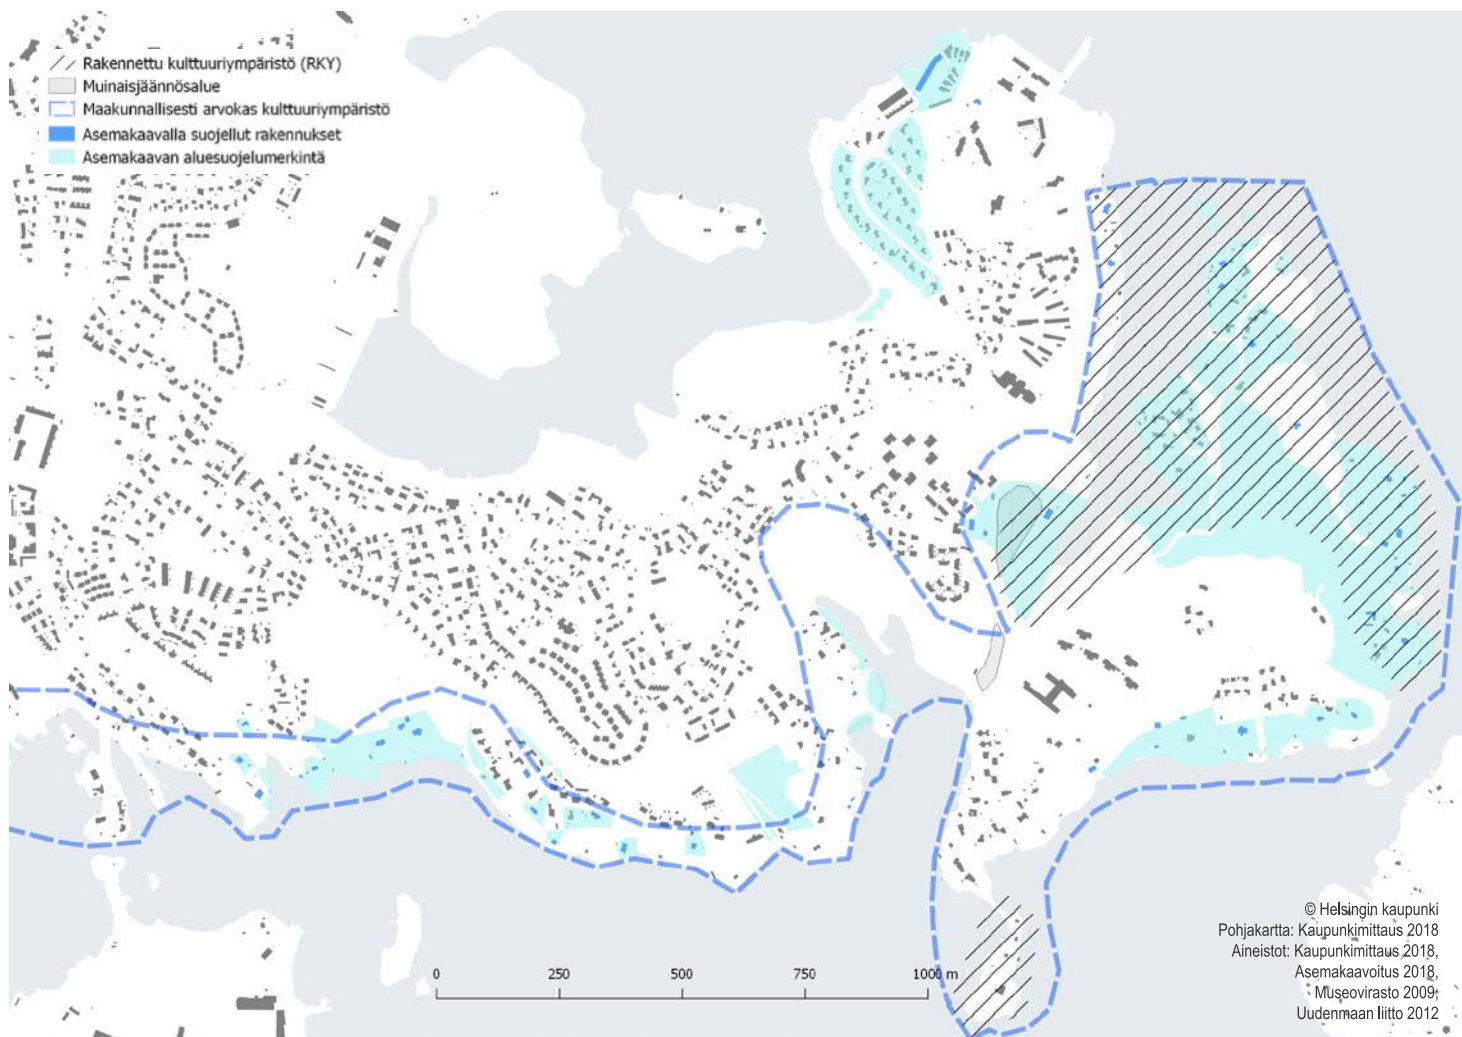 Rakennettu kulttuuriympäristö (RKY)
Muinaisjäännösalue
Maakunnallisesti arvokas kulttuuriympäristö
Asemakaavalla suojellut rakennukset
Asemakaavan aluesuojelumerkintä
0 250 500 750 1000 m
© Helsingin kaupunki
Pohjakartta: Kaupunkimittaus 2018
Aineistot: Kaupunkimittaus 2018,
Asemakaavoitus 2018,
Museovirasto 2009,
Uudenmaan liitto 2012